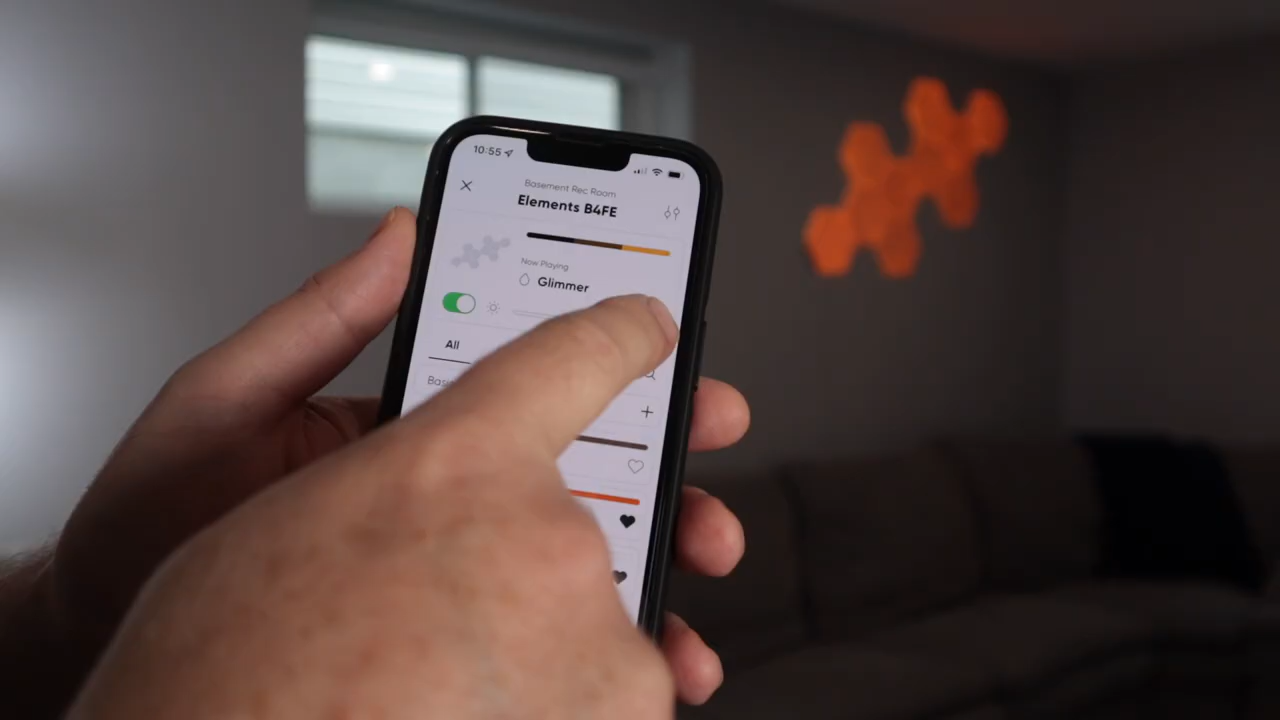 10:55
Basement Rec Room
Elements B4FE
Now Playing
Glimmer
All